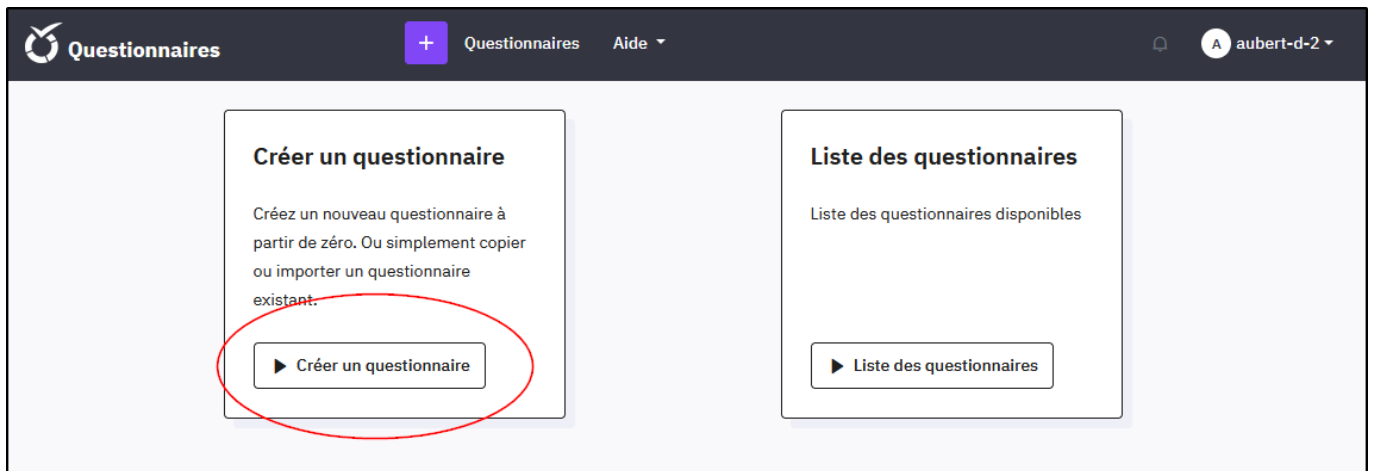 Questionnaires
+ Questionnaires Aide
A aubert-d-2
Créer un questionnaire
Créez un nouveau questionnaire à
partir de zéro. Ou simplement copier
ou importer un questionnaire
existant.
Créer un questionnaire
Liste des questionnaires
Liste des questionnaires disponibles
Liste des questionnaires